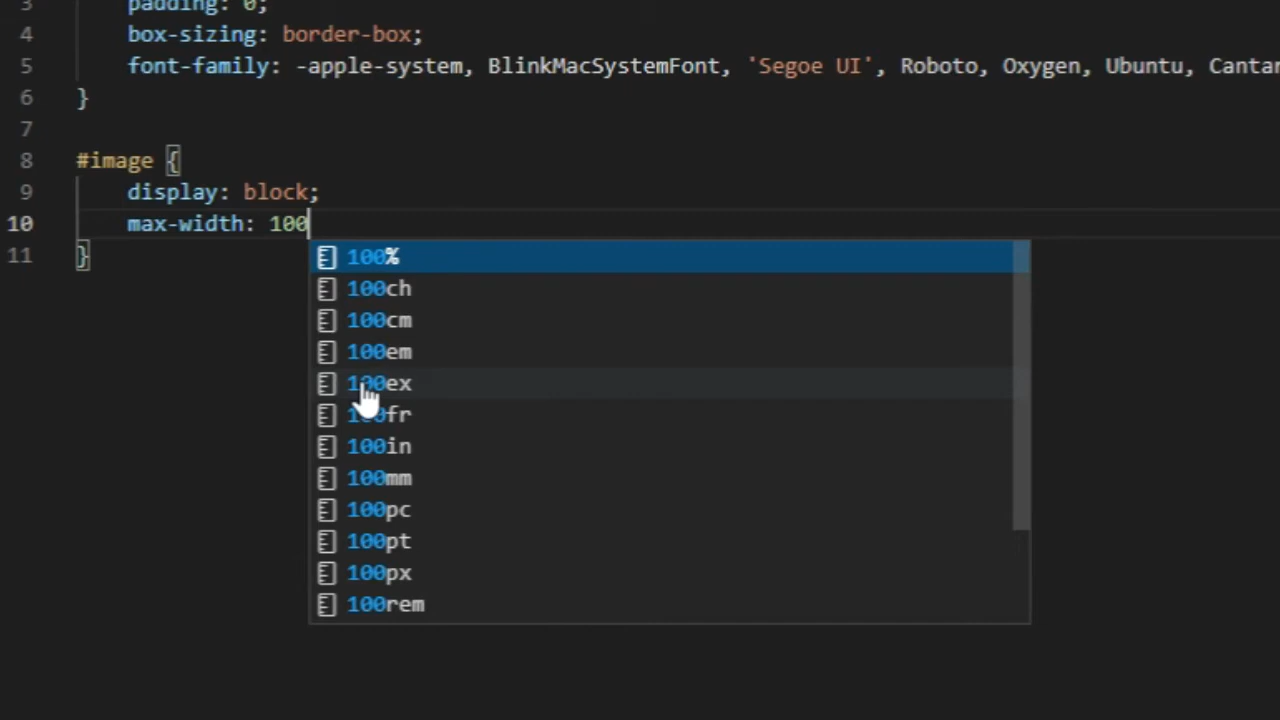 3 padding: 0;
4 box-sizing: border-box;
5 font-family: -apple-system, BlinkMacSystemFont, 'Segoe UI', Roboto, Oxygen, Ubuntu, Cantar
6 }
7
8 #image {
9 display: block;
10 max-width: 100
11 }
100%
100ch
100cm
100em
100ex
100fr
100in
100mm
100pc
100pt
100px
100rem